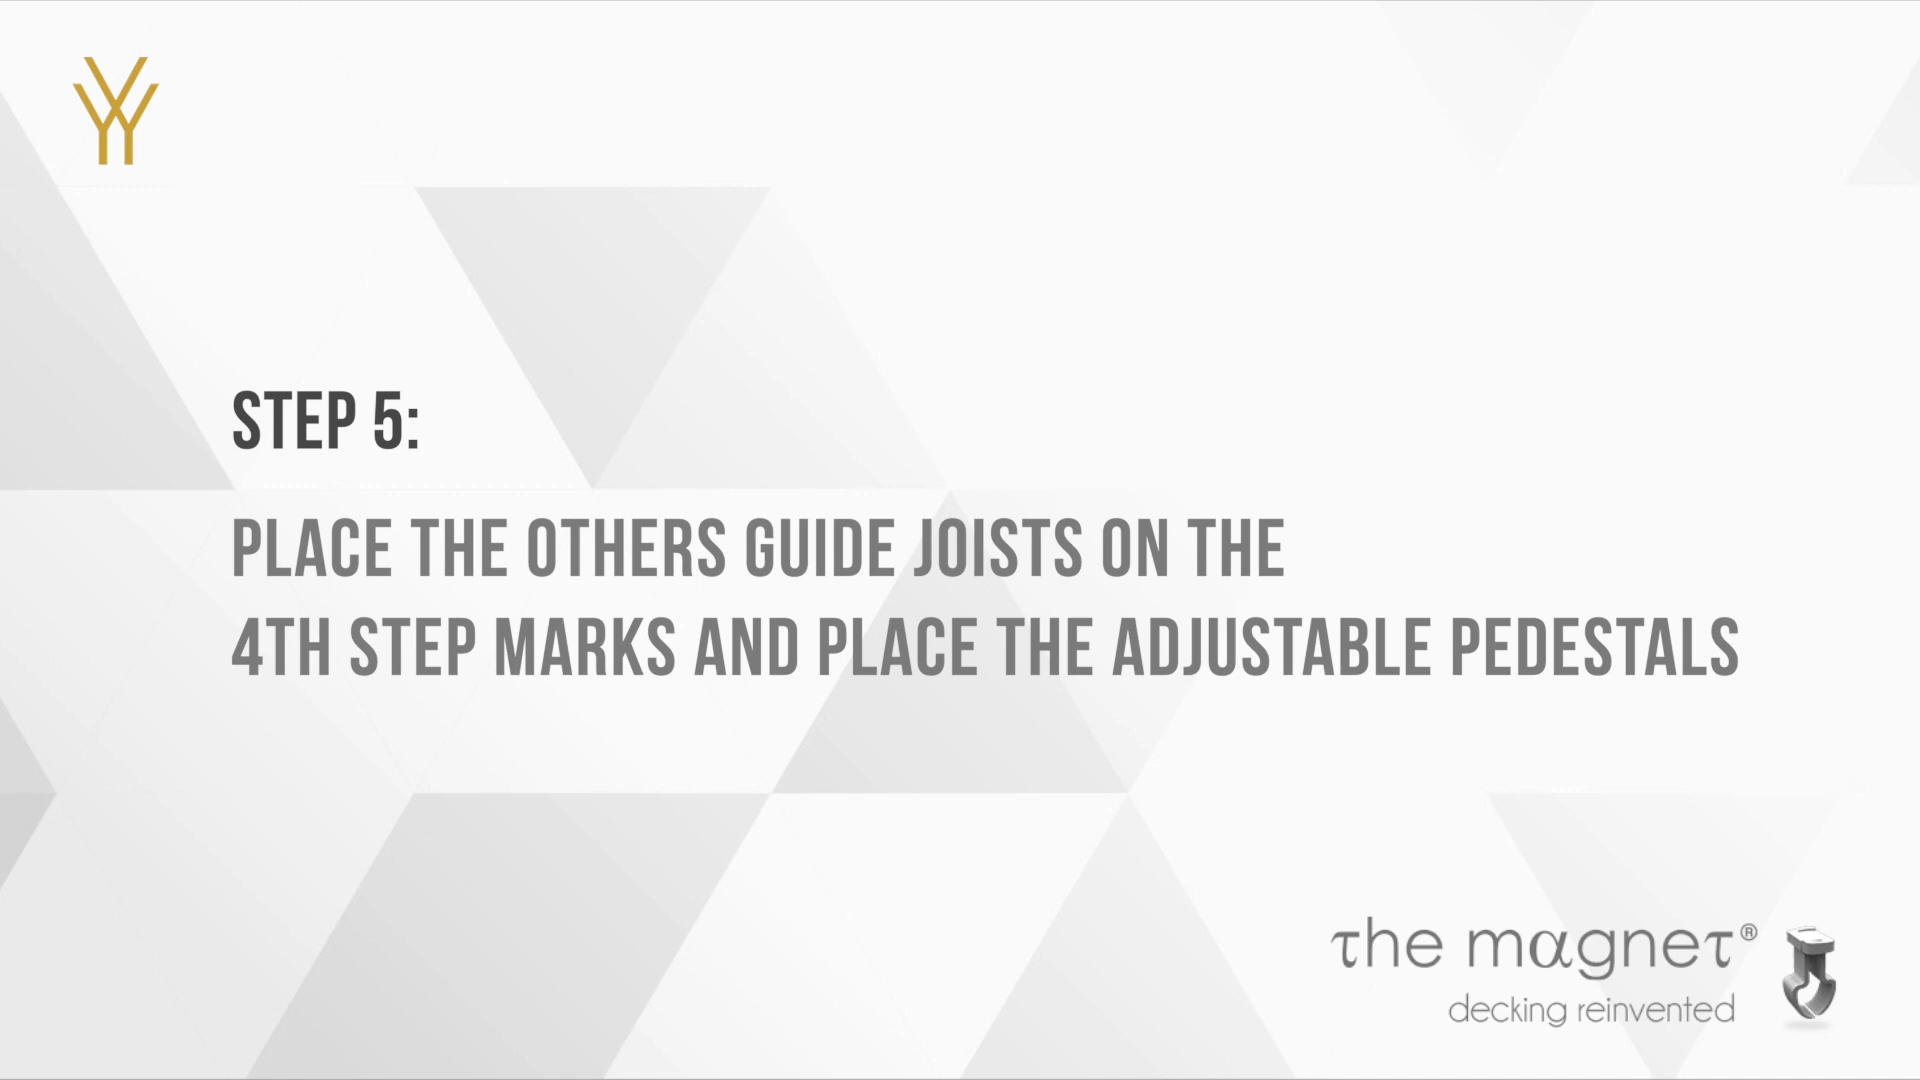 STEP 5:
PLACE THE OTHERS GUIDE JOISTS ON THE
4TH STEP MARKS AND PLACE THE ADJUSTABLE PEDESTALS
the magnet®
decking reinvented